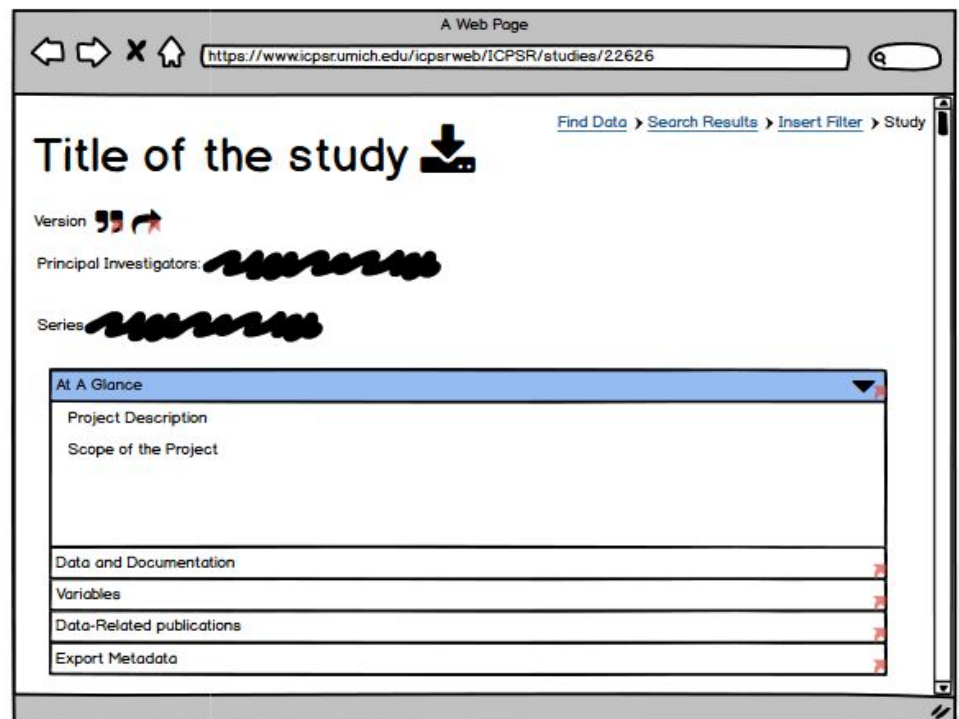 A Web Page
https://www.icpsr.umich.edu/icpsrweb/ICPSR/studies/22626
Find Data > Search Results > Insert Filter > Study
Title of the study
Version
Principal Investigators:
Series
At A Glance
Project Description
Scope of the Project
Data and Documentation
Variables
Data-Related publications
Export Metadata